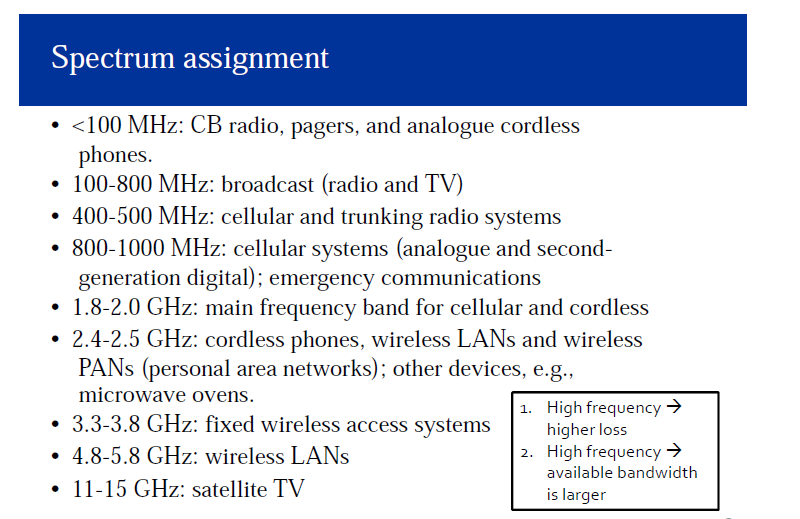 Spectrum assignment
• <100 MHz: CB radio, pagers, and analogue cordless
phones.
• 100-800 MHz: broadcast (radio and TV)
• 400-500 MHz: cellular and trunking radio systems
• 800-1000 MHz: cellular systems (analogue and second-
generation digital); emergency communications
• 1.8-2.0 GHz: main frequency band for cellular and cordless
• 2.4-2.5 GHz: cordless phones, wireless LANs and wireless
PANs (personal area networks); other devices, e.g.,
microwave ovens.
• 3.3-3.8 GHz: fixed wireless access systems
• 4.8-5.8 GHz: wireless LANs
• 11-15 GHz: satellite TV
1. High frequency →
higher loss
2. High frequency →
available bandwidth
is larger